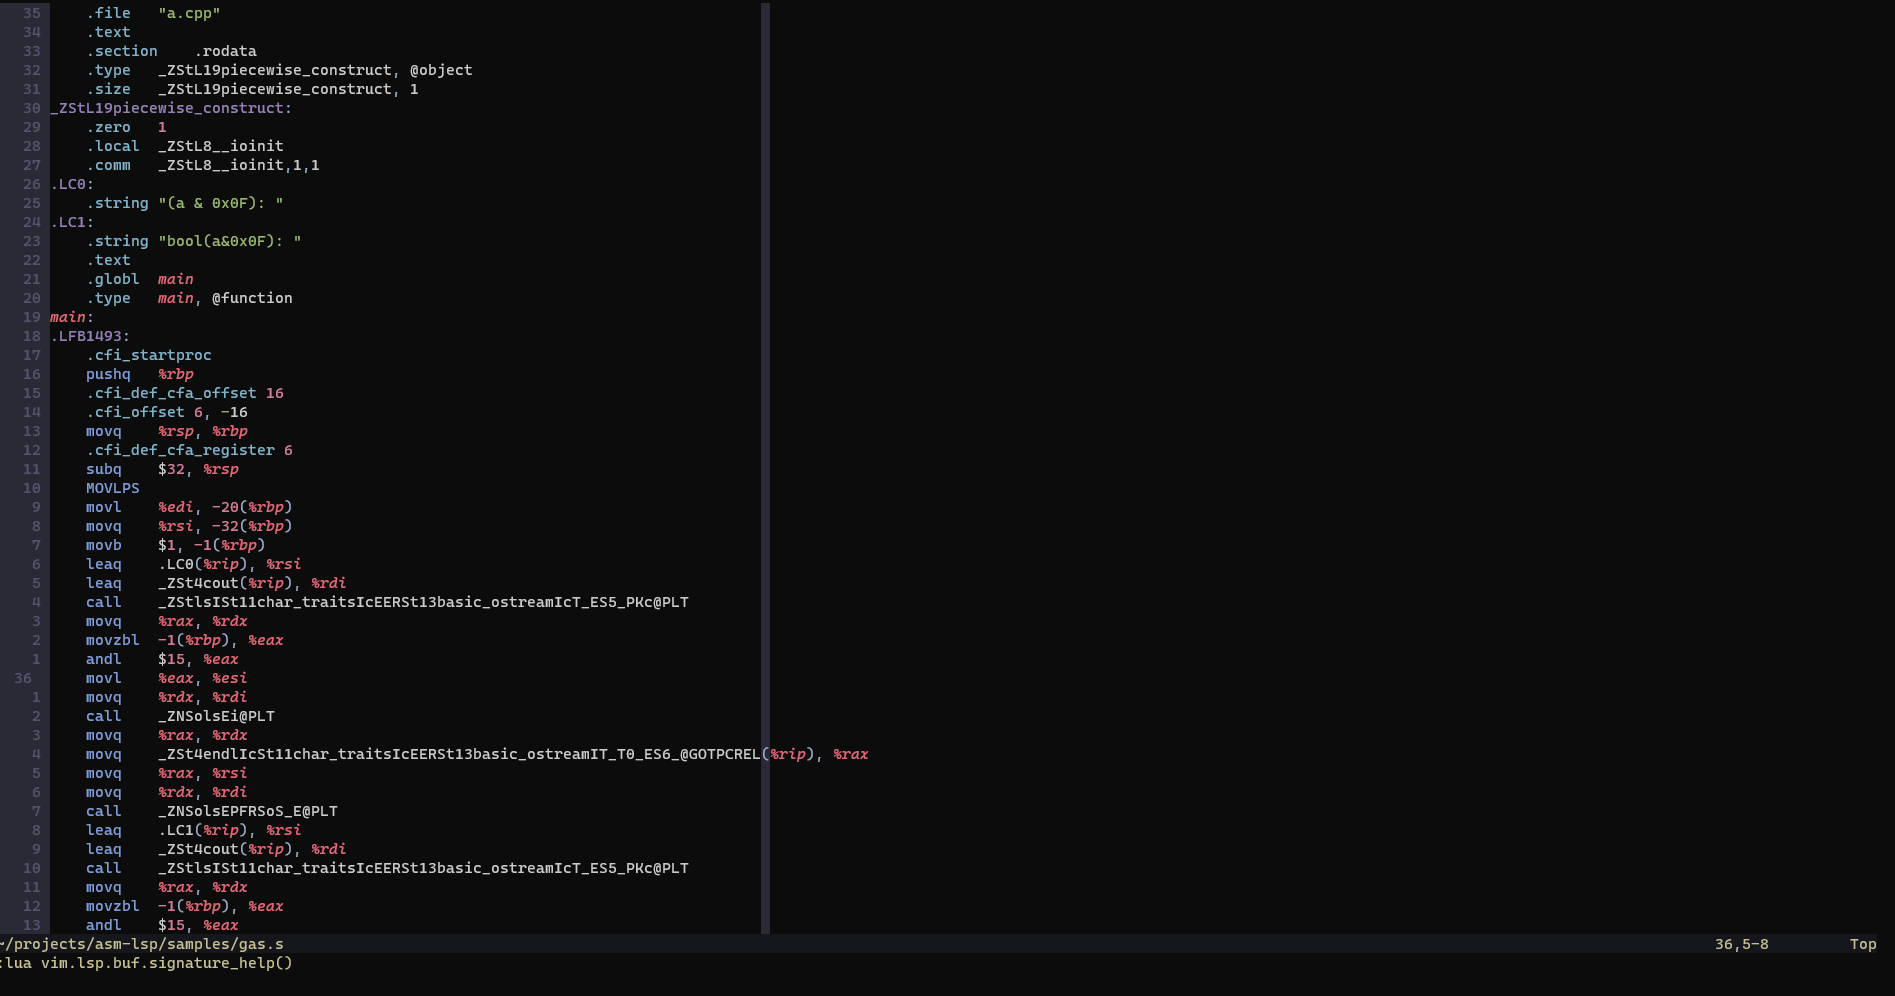 35 .file "a.cpp"
34 .text
33 .section .rodata
32 .type _ZStL19piecewise_construct, @object
31 .size _ZStL19piecewise_construct, 1
30 _ZStL19piecewise_construct:
29 .zero 1
28 .local _ZStL8__ioinit
27 .comm _ZStL8__ioinit,1,1
26 .LC0:
25 .string "(a & 0x0F): "
24 .LC1:
23 .string "bool(a&0x0F): "
22 .text
21 .globl main
20 .type main, @function
19 main:
18 .LFB1493:
17 .cfi_startproc
16 pushq %rbp
15 .cfi_def_cfa_offset 16
14 .cfi_offset 6, -16
13 movq %rsp, %rbp
12 .cfi_def_cfa_register 6
11 subq $32, %rsp
10 MOVLPS
9 movl %edi, -20(%rbp)
8 movq %rsi, -32(%rbp)
7 movb $1, -1(%rbp)
6 leaq .LC0(%rip), %rsi
5 leaq _ZSt4cout(%rip), %rdi
4 call _ZStlsISt11char_traitsIcEERSt13basic_ostreamIcT_ES5_PKc@PLT
3 movq %rax, %rdx
2 movzbl -1(%rbp), %eax
1 andl $15, %eax
36 movl %eax, %esi
1 movq %rdx, %rdi
2 call _ZNSolsEi@PLT
3 movq %rax, %rdx
4 movq _ZSt4endlIcSt11char_traitsIcEERSt13basic_ostreamIT_T0_ES6_@GOTPCREL(%rip), %rax
5 movq %rax, %rsi
6 movq %rdx, %rdi
7 call _ZNSolsEPFRSoS_E@PLT
8 leaq .LC1(%rip), %rsi
9 leaq _ZSt4cout(%rip), %rdi
10 call _ZStlsISt11char_traitsIcEERSt13basic_ostreamIcT_ES5_PKc@PLT
11 movq %rax, %rdx
12 movzbl -1(%rbp), %eax
13 andl $15, %eax
~/projects/asm-lsp/samples/gas.s 36,5-8 Top
:lua vim.lsp.buf.signature_help()